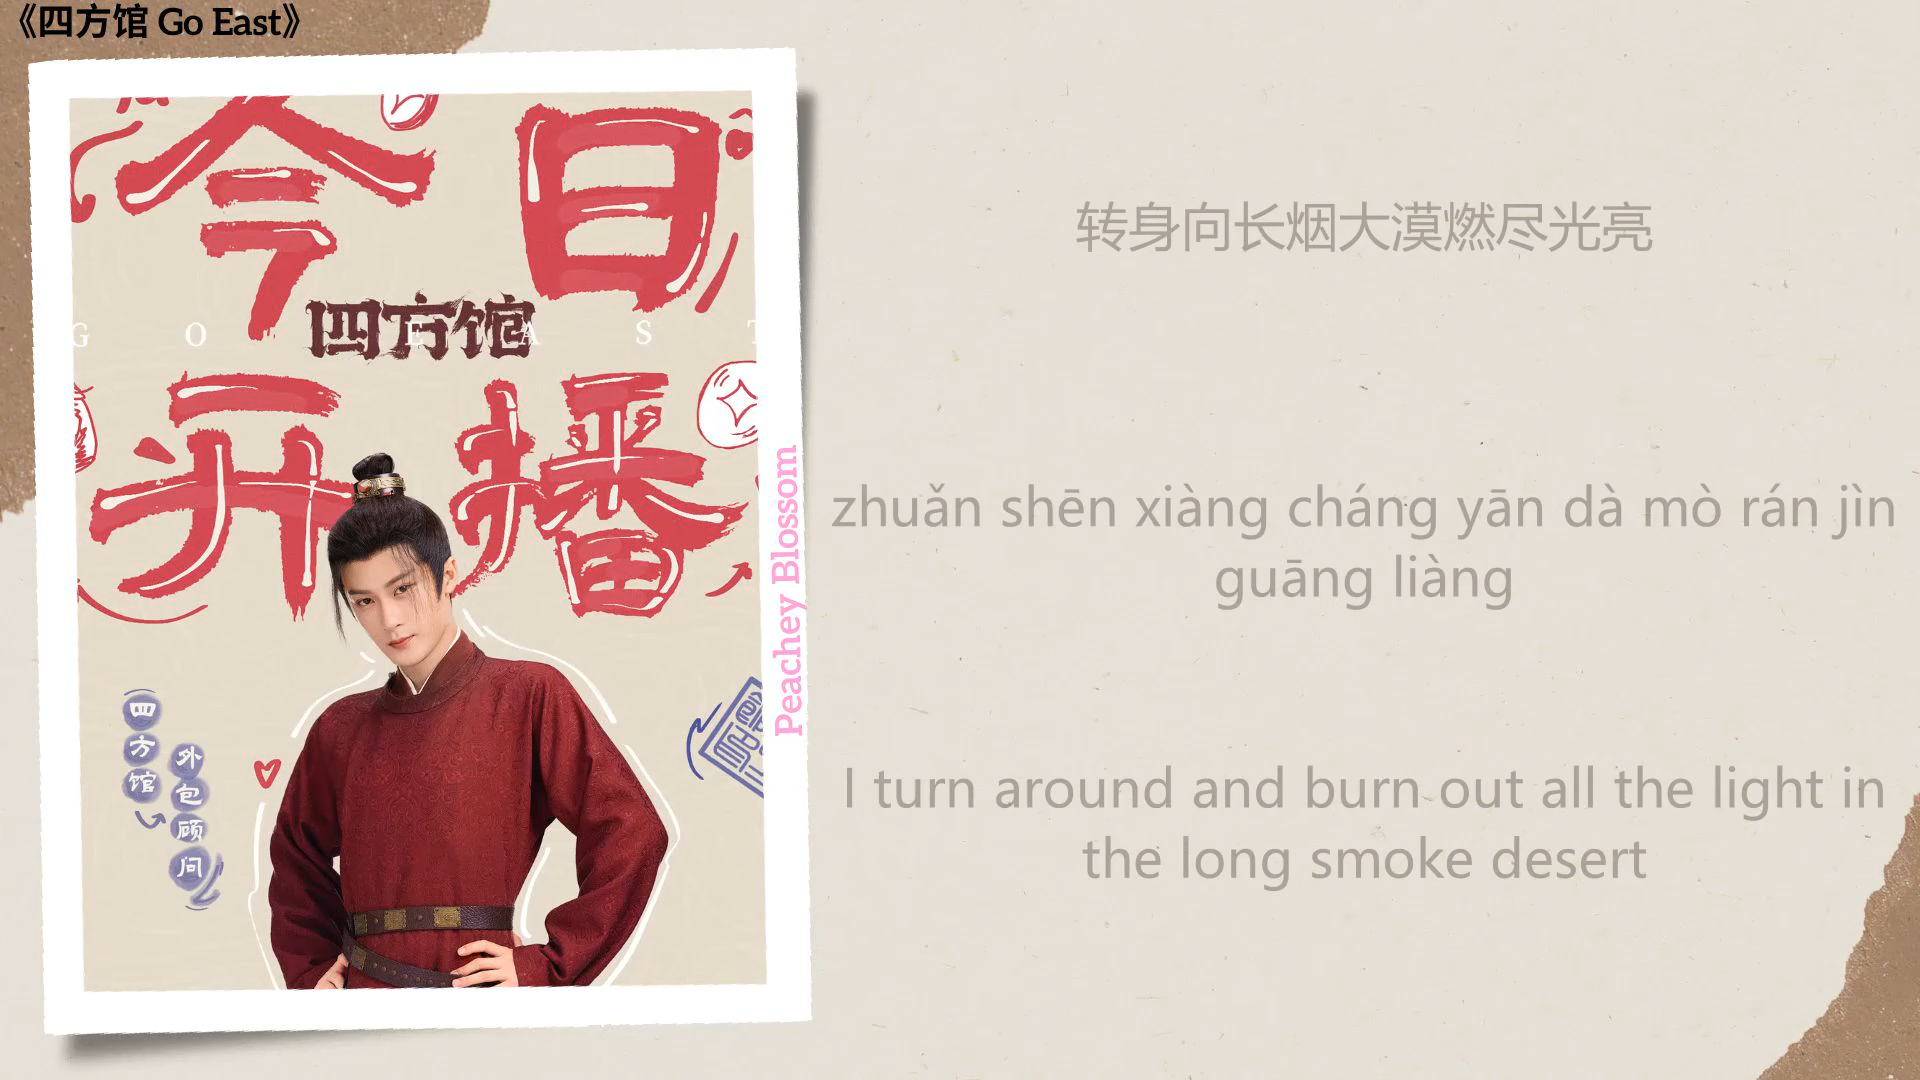 《四方馆 Go East》
今日
四方馆
GO EAST
开播
四方馆
外包顾问
Peachey Blossom
转身向长烟大漠燃尽光亮
zhuǎn shēn xiàng cháng yān dà mò rán jìn
guāng liàng
I turn around and burn out all the light in
the long smoke desert